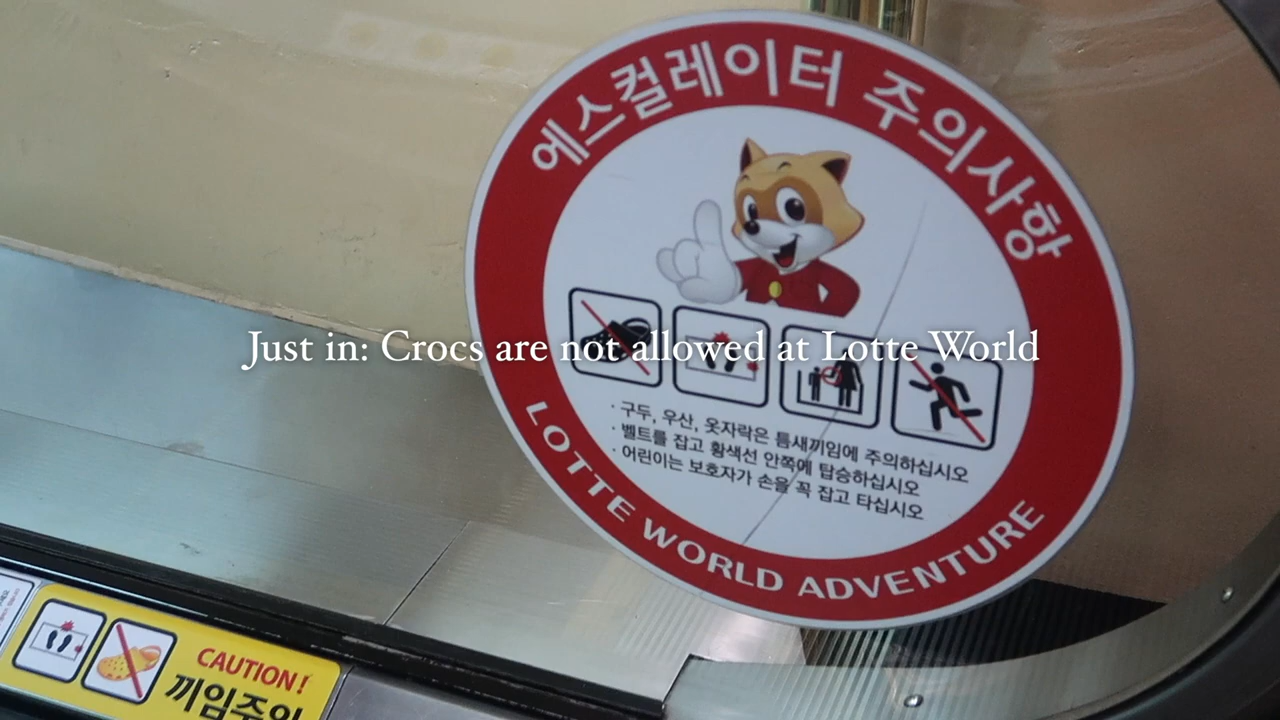 에스컬레이터 주의사항
Just in: Crocs are not allowed at Lotte World
· 구두, 우산, 옷자락은 틈새끼임에 주의하십시오
· 벨트를 잡고 황색선 안쪽에 탑승하십시오
· 어린이는 보호자가 손을 꼭 잡고 타십시오
LOTTE WORLD ADVENTURE
CAUTION!
끼임주의